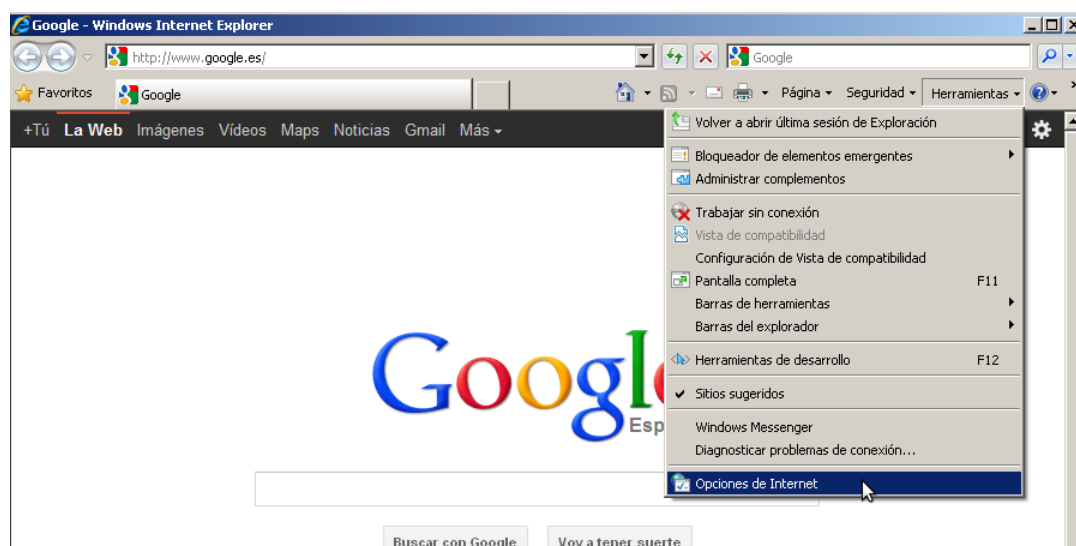 Google - Windows Internet Explorer
http://www.google.es/
Google
Favoritos
Google
Página
Seguridad
Herramientas
+Tú La Web Imágenes Vídeos Maps Noticias Gmail Más
Volver a abrir última sesión de Exploración
Bloqueador de elementos emergentes
Administrar complementos
Trabajar sin conexión
Vista de compatibilidad
Configuración de Vista de compatibilidad
Pantalla completa F11
Barras de herramientas
Barras del explorador
Herramientas de desarrollo F12
Sitios sugeridos
Windows Messenger
Diagnosticar problemas de conexión...
Opciones de Internet
Google
Esp
Buscar con Google
Voy a tener suerte